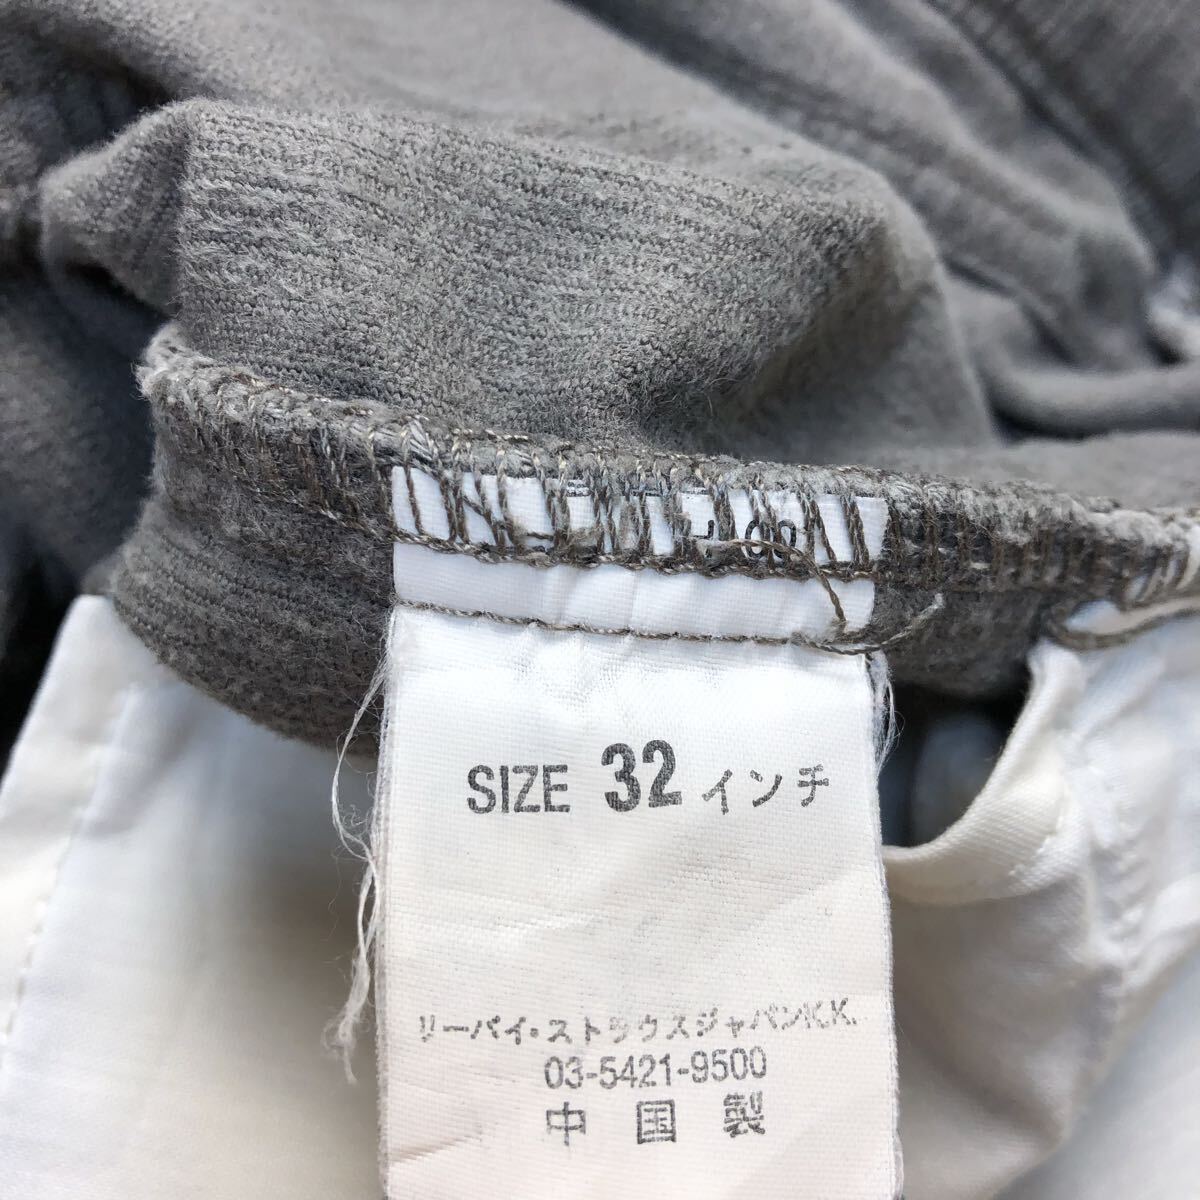 SIZE 32 インチ
リーバイ・ストラウスジャパンK.K.
03-5421-9500
中国製